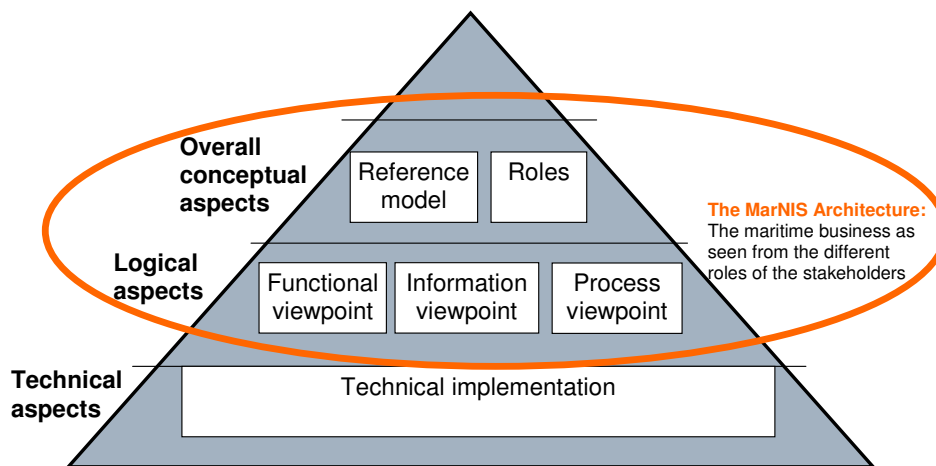 Overall
conceptual
aspects
Reference
model
Roles
The MarNIS Architecture:
The maritime business as
seen from the different
roles of the stakeholders
Logical
aspects
Functional
viewpoint
Information
viewpoint
Process
viewpoint
Technical
aspects
Technical implementation